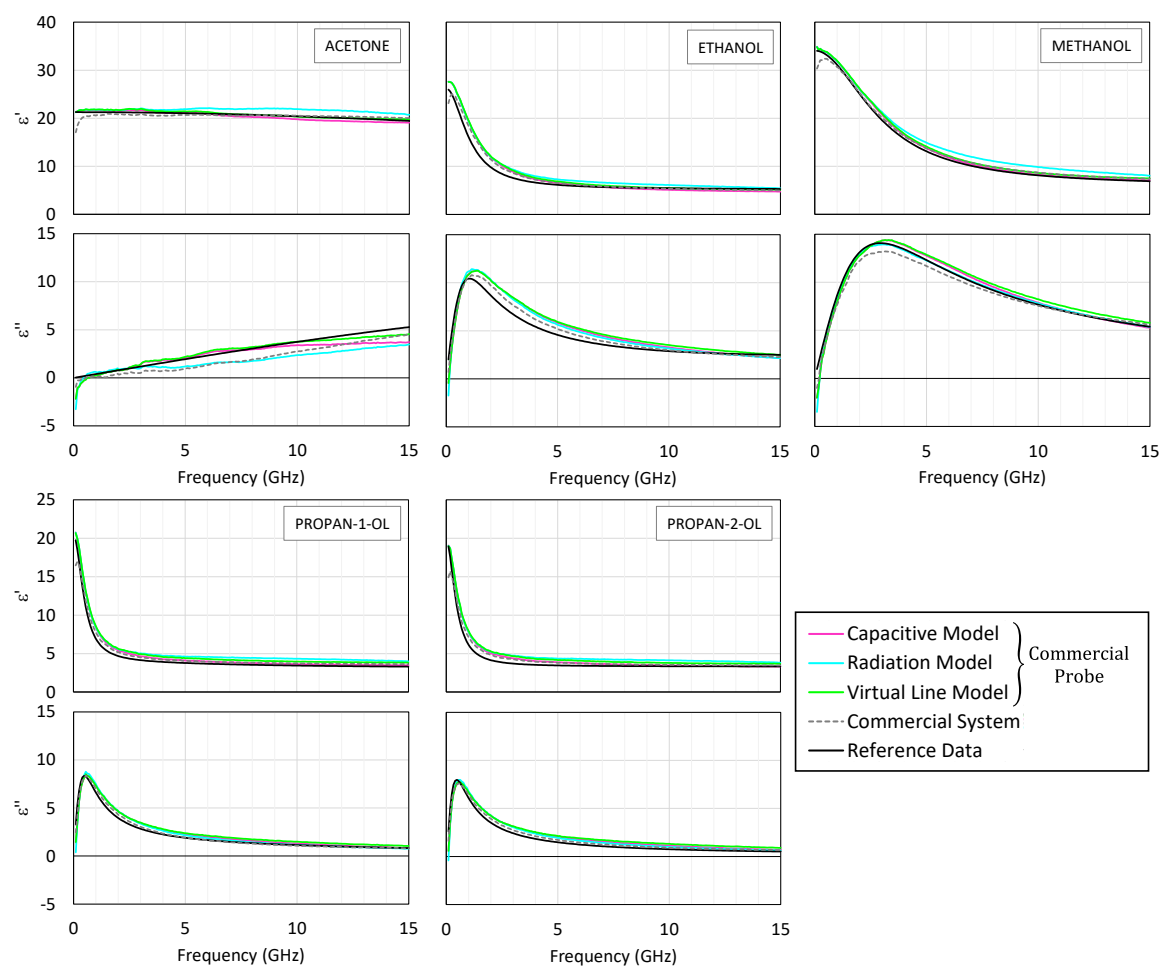 40
30
20
10
0
ε'
ACETONE
ETHANOL
METHANOL
15
10
5
0
-5
ε''
0 5 10 15
0 5 10 15
0 5 10 15
Frequency (GHz)
Frequency (GHz)
Frequency (GHz)
25
20
15
10
5
0
ε'
PROPAN-1-OL
PROPAN-2-OL
15
10
5
0
-5
ε''
0 5 10 15
0 5 10 15
Frequency (GHz)
Frequency (GHz)
Capacitive Model
Radiation Model
Virtual Line Model
Commercial
Probe
Commercial System
Reference Data